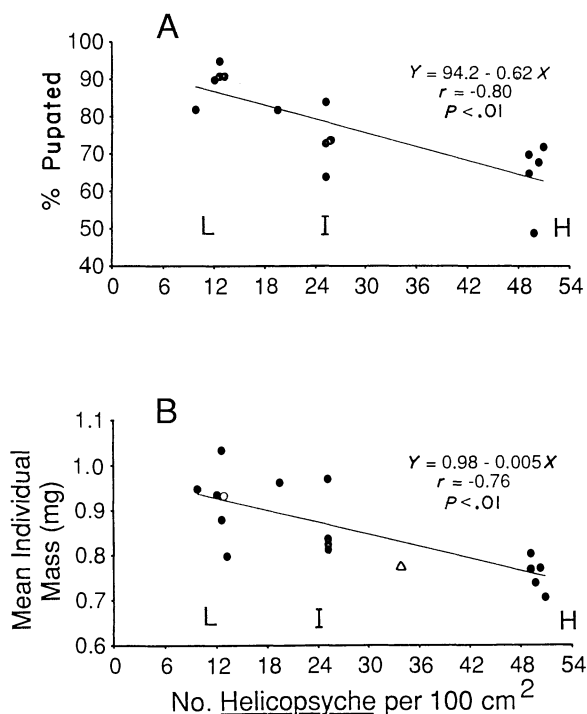 A
100
90
80
70
60
50
40
% Pupated
Y = 94.2 - 0.62 X
r = -0.80
P < .01
L I H
0 6 12 18 24 30 36 42 48 54
B
1.1
1.0
0.9
0.8
0.7
0.6
Mean Individual
Mass (mg)
Y = 0.98 - 0.005X
r = -0.76
P < .01
L I H
0 6 12 18 24 30 36 42 48 54
No. Helicopsyche per 100 cm²